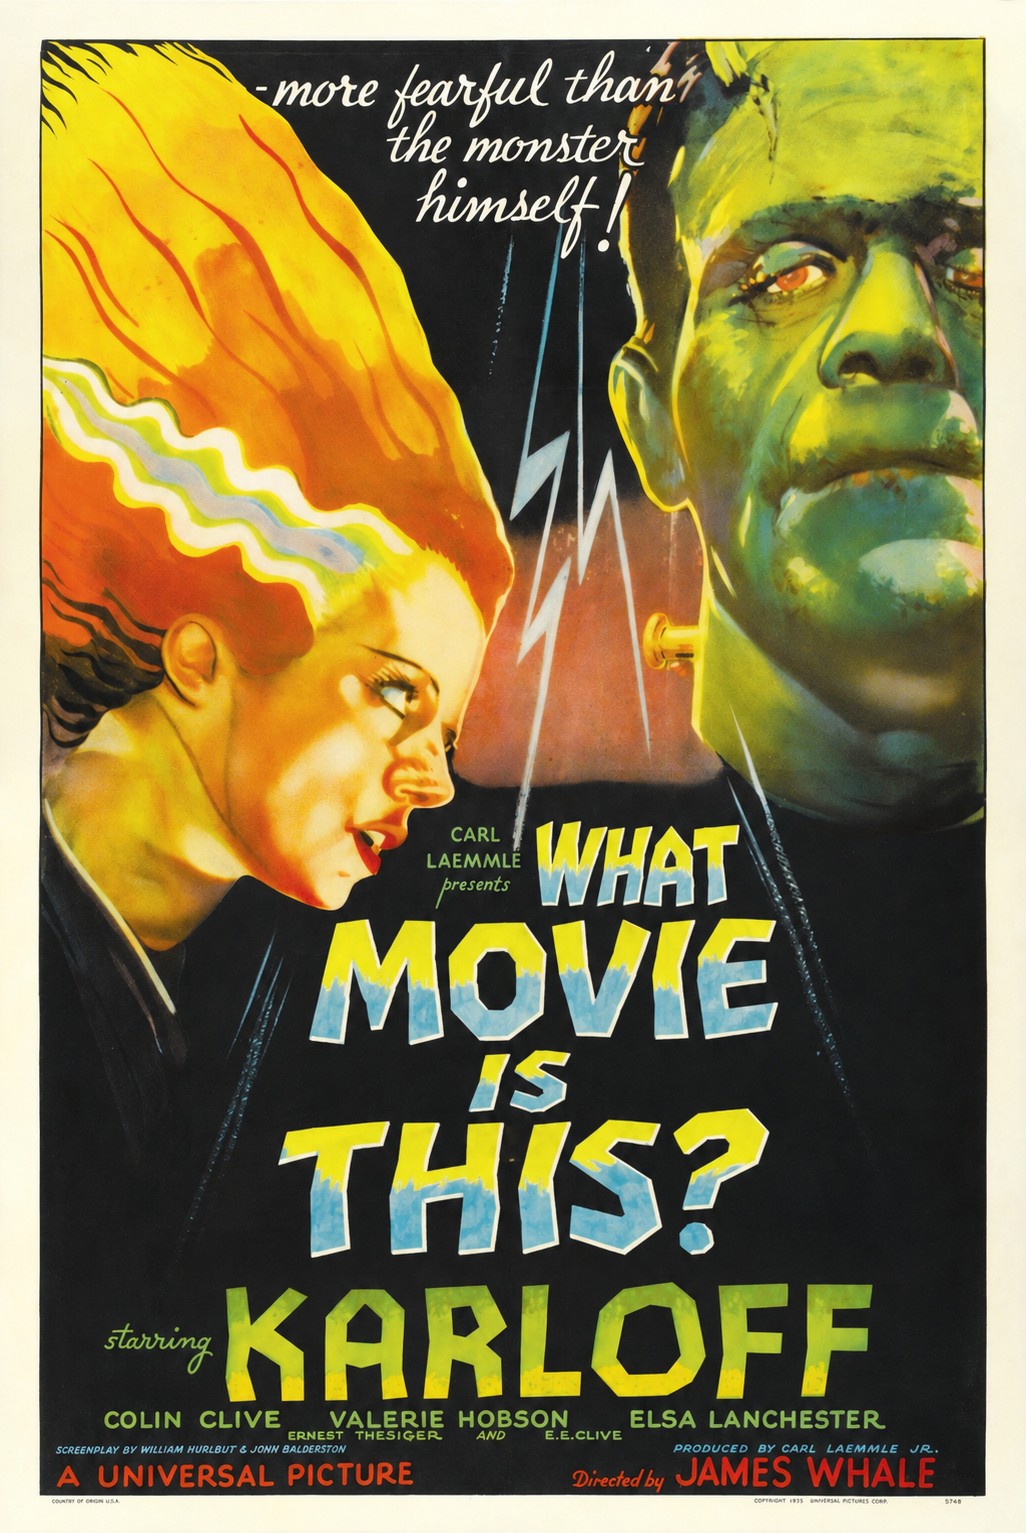 -more fearful than
the monster
himself!
CARL
LAEMMLE
presents
WHAT
MOVIE
IS
THIS?
starring KARLOFF
COLIN CLIVE VALERIE HOBSON ELSA LANCHESTER
ERNEST THESIGER AND E.E.CLIVE
SCREENPLAY BY WILLIAM HURLBUT & JOHN BALDERSTON
PRODUCED BY CARL LAEMMLE JR.
A UNIVERSAL PICTURE
Directed by JAMES WHALE
COUNTRY OF ORIGIN U.S.A.
COPYRIGHT 1935 UNIVERSAL PICTURES CORP.
5748